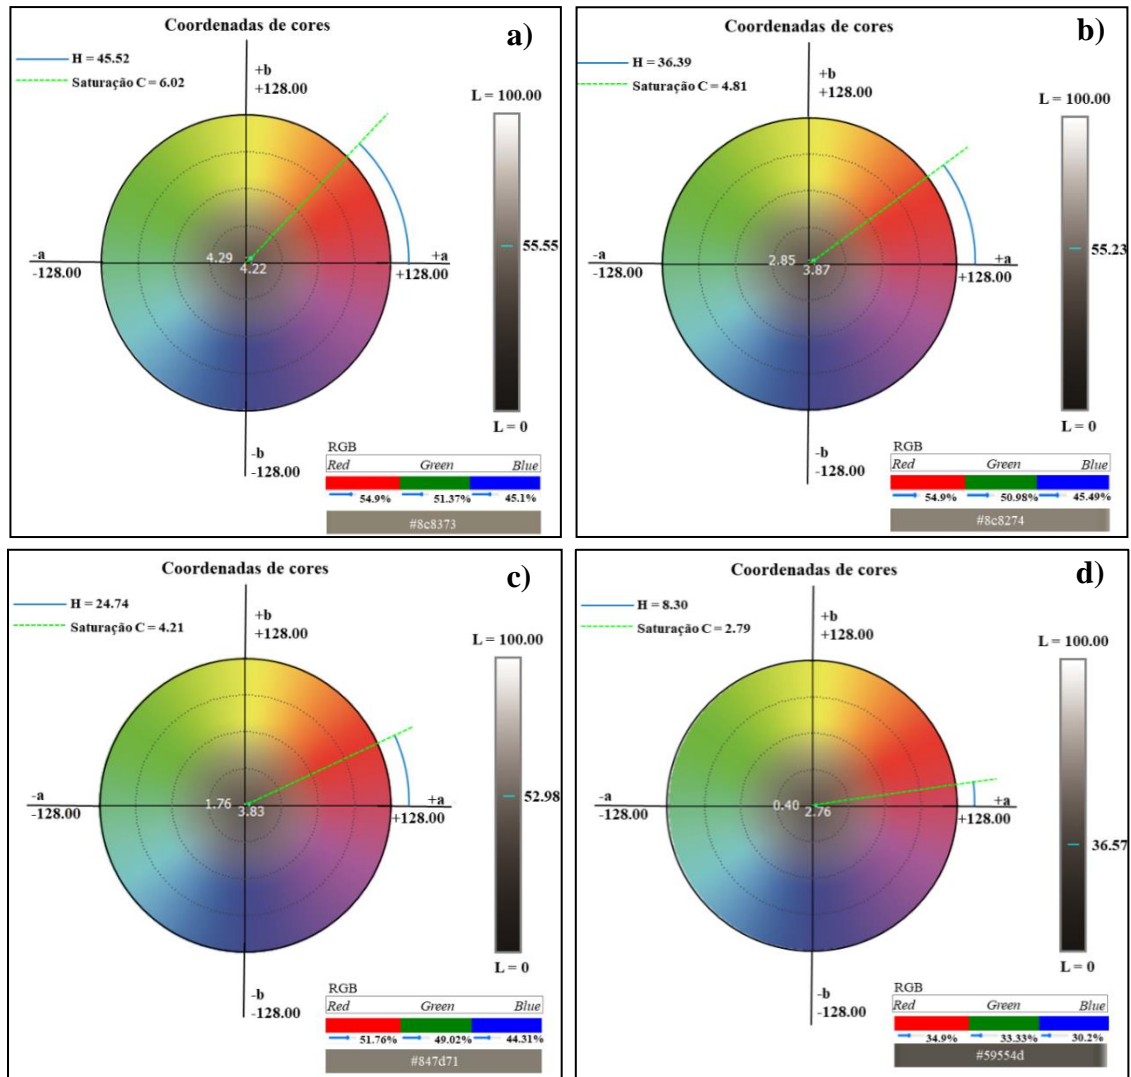 Coordenadas de cores
a)
H = 45.52
Saturação C = 6.02
+b
+128.00
L = 100.00
55.55
4.29
4.22
-a
-128.00
+a
+128.00
L = 0
-b
-128.00
RGB
Red Green Blue
54.9% 51.37% 45.1%
#8c8373
Coordenadas de cores
b)
H = 36.39
Saturação C = 4.81
+b
+128.00
L = 100.00
55.23
2.85
3.87
-a
-128.00
+a
+128.00
L = 0
-b
-128.00
RGB
Red Green Blue
54.9% 50.98% 45.49%
#8c8274
Coordenadas de cores
c)
H = 24.74
Saturação C = 4.21
+b
+128.00
L = 100.00
52.98
1.76
3.83
-a
-128.00
+a
+128.00
L = 0
-b
-128.00
RGB
Red Green Blue
51.76% 49.02% 44.31%
#847d71
Coordenadas de cores
d)
H = 8.30
Saturação C = 2.79
+b
+128.00
L = 100.00
36.57
0.40
2.76
-a
-128.00
+a
+128.00
L = 0
-b
-128.00
RGB
Red Green Blue
34.9% 33.33% 30.2%
#59554d